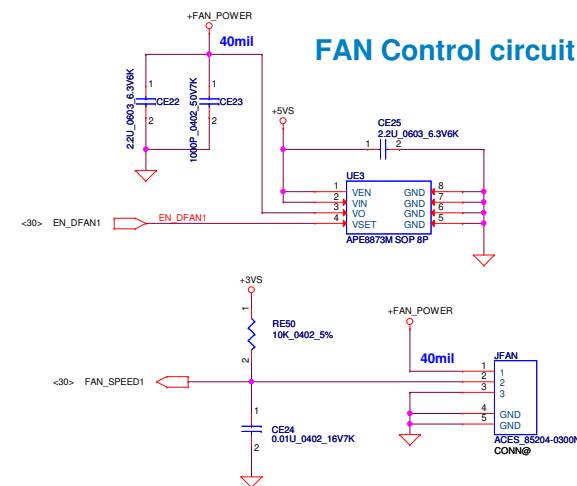 +FAN_POWER
40mil
FAN Control circuit
1
1
CE22
CE23
2.2U_0603_6.3V6K
1000P_0402_50V7K
2
2
+5VS
CE25
2.2U_0603_6.3V6K
1
2
UE3
1 VEN GND 8
2 VIN GND 7
3 VO GND 6
4 VSET GND 5
APE8873M SOP 8P
<30> EN_DFAN1 EN_DFAN1
+3VS
1
RE50
10K_0402_5%
2
+FAN_POWER
40mil
JFAN
1 1
2 2
3 3
4 GND
5 GND
ACES_85204-0300N
CONN@
<30> FAN_SPEED1
1
CE24
0.01U_0402_16V7K
2